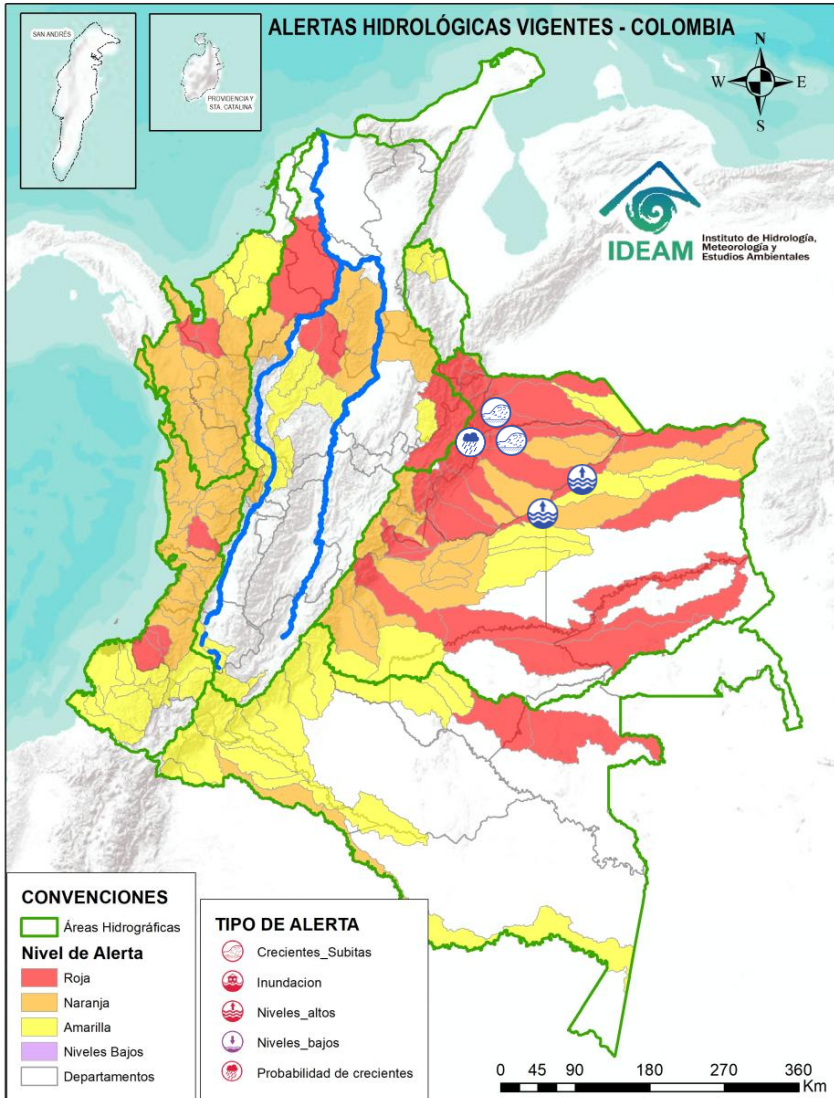 ALERTAS HIDROLÓGICAS VIGENTES - COLOMBIA
SAN ANDRÉS
PROVIDENCIA Y
STA. CATALINA
N
W
E
S
IDEAM
Instituto de Hidrología,
Meteorología y
Estudios Ambientales
CONVENCIONES
Áreas Hidrográficas
Nivel de Alerta
Roja
Naranja
Amarilla
Niveles Bajos
Departamentos
TIPO DE ALERTA
Crecientes_Subitas
Inundacion
Niveles_altos
Niveles_bajos
Probabilidad de crecientes
0 45 90 180 270 360
Km